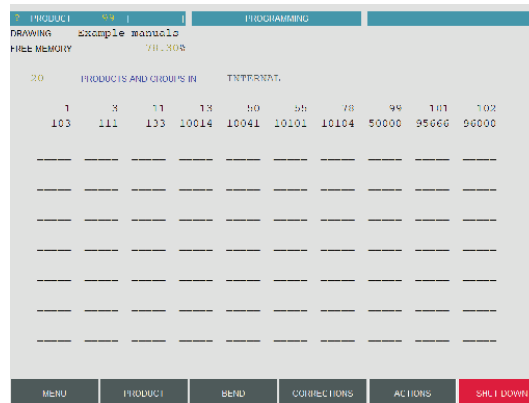 ? PRODUCT 99 | | PROGRAMMING
DRAWING Example manuals
FREE MEMORY 78.30%
20 PRODUCTS AND GROUPS IN INTERNAL
1 3 11 13 50 55 78 99 101 102
103 111 133 10014 10041 10101 10104 50000 95666 96000
MENU PRODUCT BEND CORRECTIONS ACTIONS SHUT DOWN